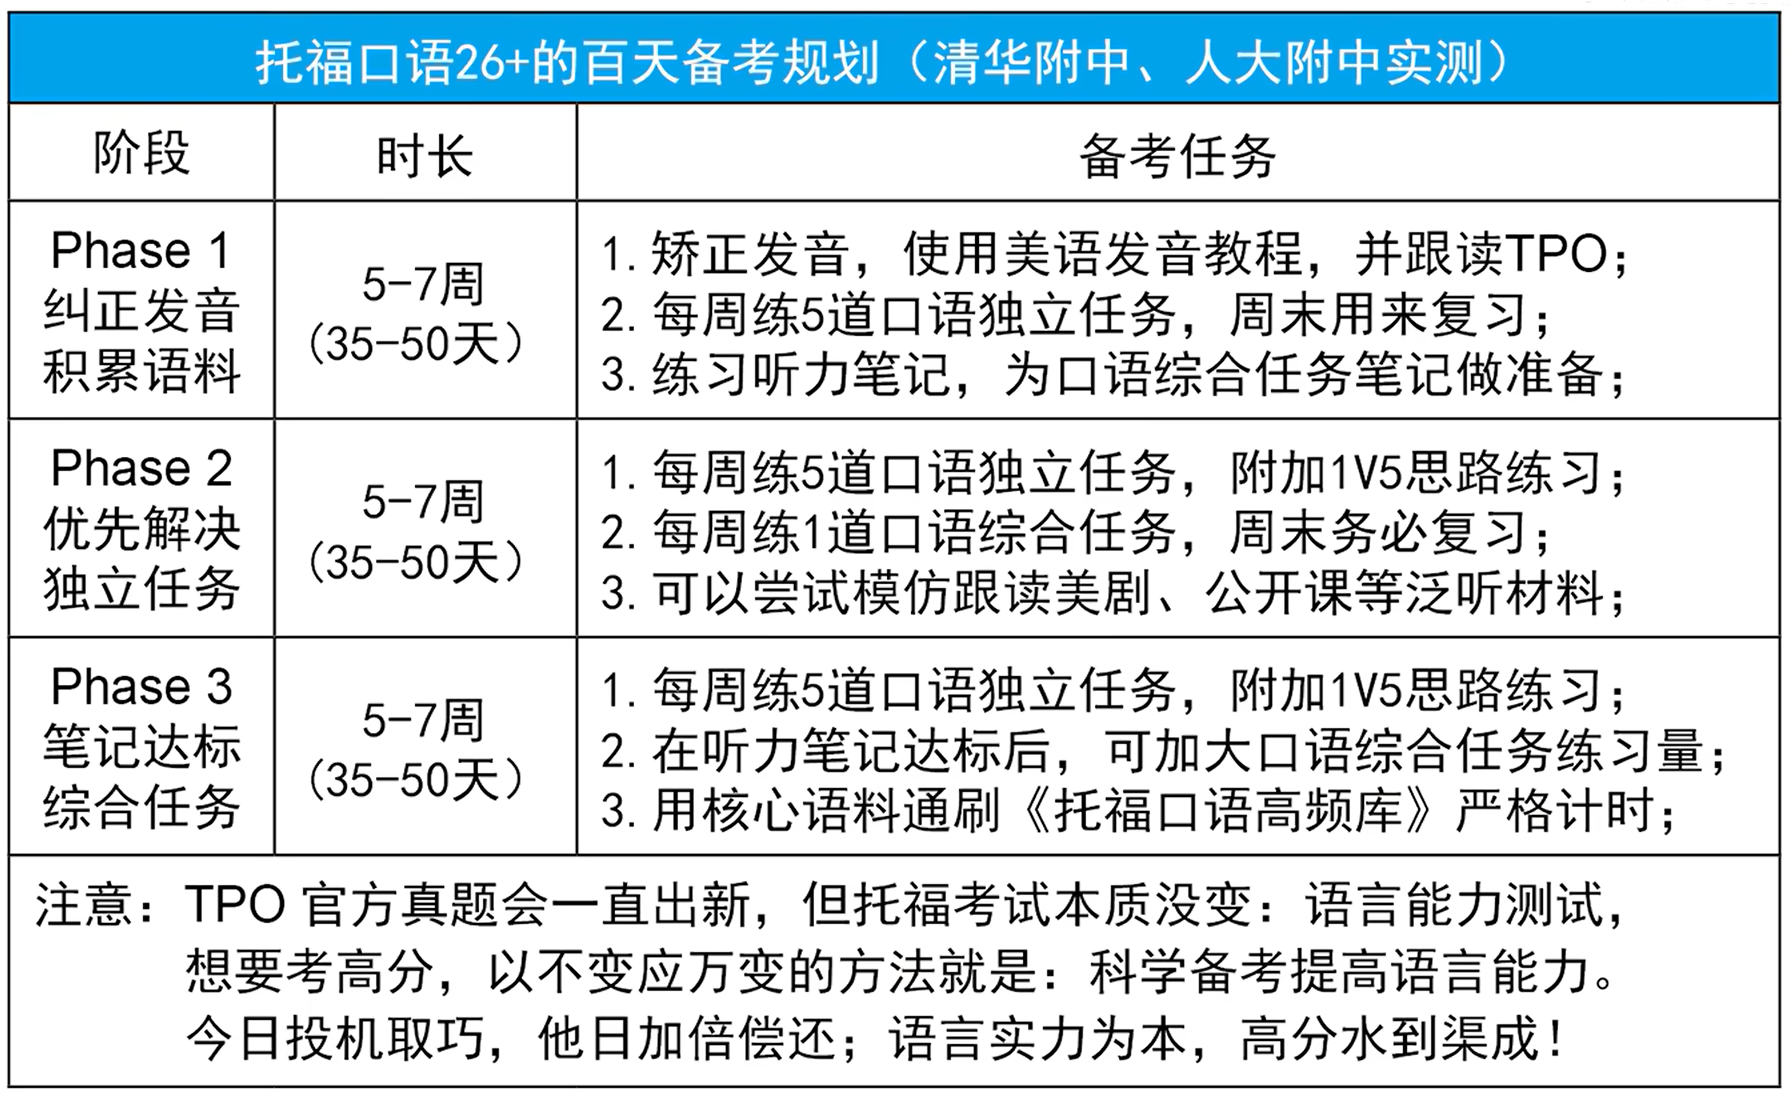 托福口语26+的百天备考规划（清华附中、人大附中实测）
阶段
时长
备考任务
Phase 1
纠正发音
积累语料
5-7周
(35-50天）
1. 矫正发音，使用美语发音教程，并跟读TPO；
2. 每周练5道口语独立任务，周末用来复习；
3. 练习听力笔记，为口语综合任务笔记做准备；
Phase 2
优先解决
独立任务
5-7周
(35-50天）
1. 每周练5道口语独立任务，附加1V5思路练习；
2. 每周练1道口语综合任务，周末务必复习；
3. 可以尝试模仿跟读美剧、公开课等泛听材料；
Phase 3
笔记达标
综合任务
5-7周
(35-50天）
1. 每周练5道口语独立任务，附加1V5思路练习；
2. 在听力笔记达标后，可加大口语综合任务练习量；
3. 用核心语料通刷《托福口语高频库》严格计时；
注意：TPO 官方真题会一直出新，但托福考试本质没变：语言能力测试，
想要考高分，以不变应万变的方法就是：科学备考提高语言能力。
今日投机取巧，他日加倍偿还；语言实力为本，高分水到渠成！